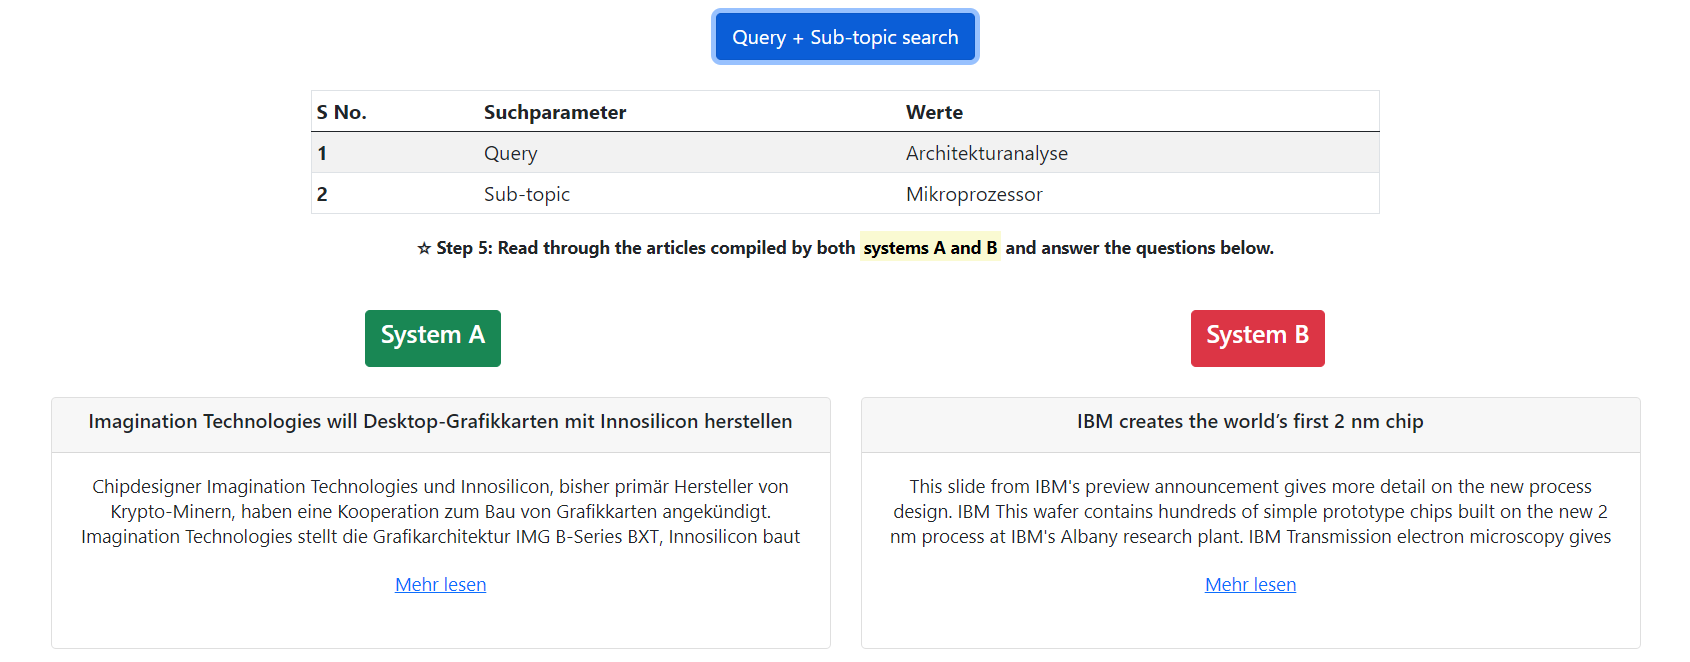 Query + Sub-topic search
S No. Suchparameter Werte
1 Query Architekturanalyse
2 Sub-topic Mikroprozessor
☆ Step 5: Read through the articles compiled by both systems A and B and answer the questions below.
System A
System B
Imagination Technologies will Desktop-Grafikkarten mit Innosilicon herstellen
Chipdesigner Imagination Technologies und Innosilicon, bisher primär Hersteller von
Krypto-Minern, haben eine Kooperation zum Bau von Grafikkarten angekündigt.
Imagination Technologies stellt die Grafikarchitektur IMG B-Series BXT, Innosilicon baut
Mehr lesen
IBM creates the world’s first 2 nm chip
This slide from IBM's preview announcement gives more detail on the new process
design. IBM This wafer contains hundreds of simple prototype chips built on the new 2
nm process at IBM's Albany research plant. IBM Transmission electron microscopy gives
Mehr lesen